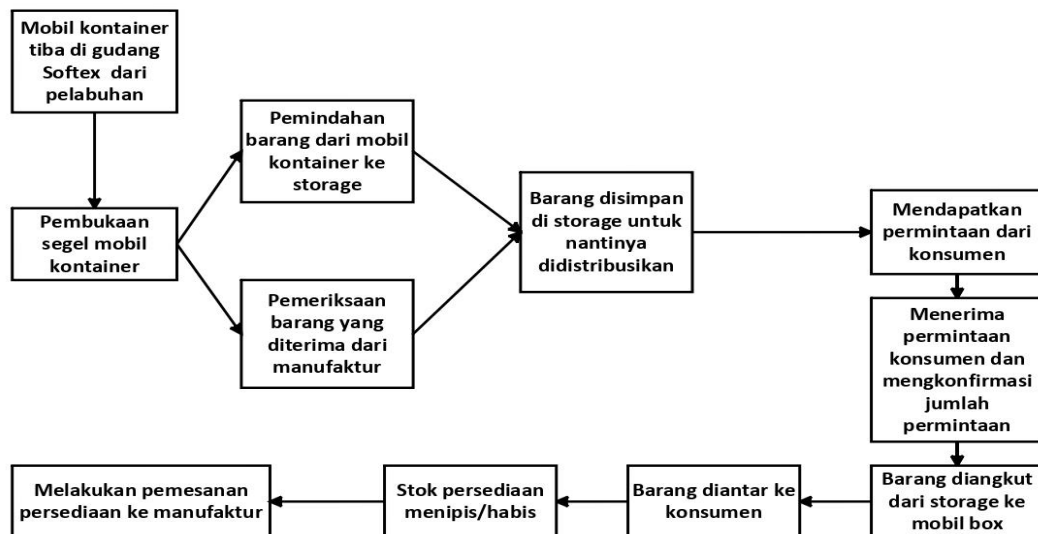 Mobil kontainer
tiba di gudang
Softex dari
pelabuhan
Pembukaan
segel mobil
kontainer
Pemindahan
barang dari mobil
kontainer ke
storage
Pemeriksaan
barang yang
diterima dari
manufaktur
Barang disimpan
di storage untuk
nantinya
didistribusikan
Mendapatkan
permintaan dari
konsumen
Menerima
permintaan
konsumen dan
mengkonfirmasi
jumlah
permintaan
Barang diangkut
dari storage ke
mobil box
Barang diantar ke
konsumen
Stok persediaan
menipis/habis
Melakukan pemesanan
persediaan ke manufaktur